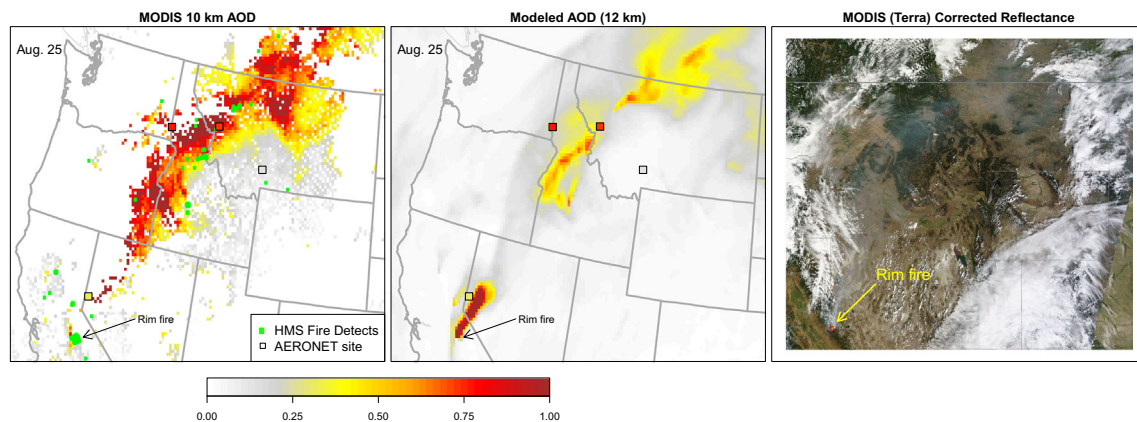 MODIS 10 km AOD
Modeled AOD (12 km)
MODIS (Terra) Corrected Reflectance
Aug. 25
Aug. 25
Rim fire
Rim fire
Rim fire
HMS Fire Detects
AERONET site
0.00 0.25 0.50 0.75 1.00